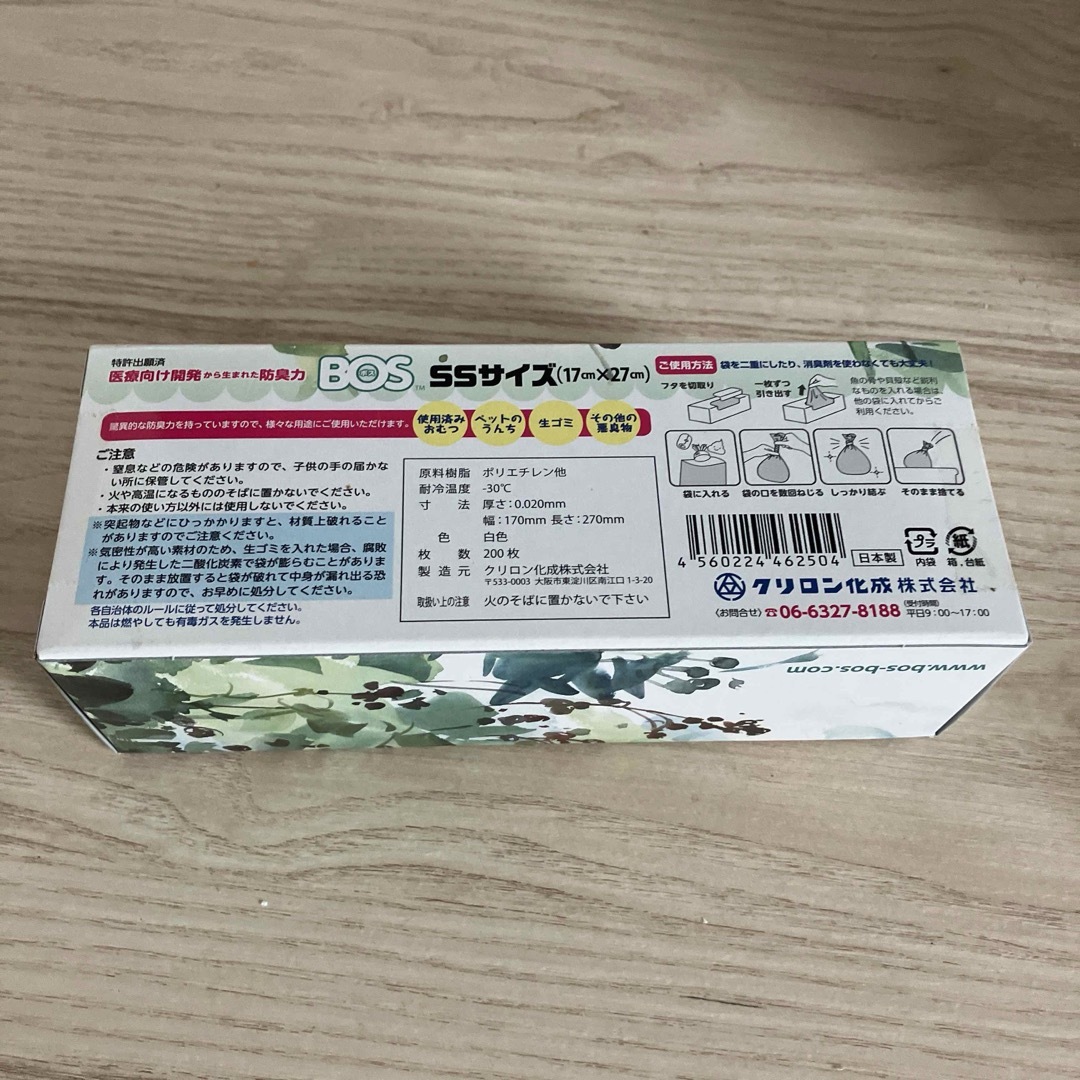 特許出願済
医療向け開発から生まれた防臭力
BOS
ボス
TM
SSサイズ(17cm×27cm)
驚異的な防臭力を持っていますので、様々な用途にご使用いただけます。
使用済み
おむつ
ペットの
うんち
生ゴミ
その他の
悪臭物
ご注意
・窒息などの危険がありますので、子供の手の届かな
い所に保管してください。
・火や高温になるもののそばに置かないでください。
・本来の使い方以外には使用しないでください。
※突起物などにひっかかりますと、材質上破れること
がありますのでご注意ください。
※気密性が高い素材のため、生ゴミを入れた場合、腐敗
により発生した二酸化炭素で袋が膨らむことがありま
す。そのまま放置すると袋が破れて中身が漏れ出る恐
れがありますので、お早めに処分してください。
各自治体のルールに従って処分してください。
本品は燃やしても有毒ガスを発生しません。
原料樹脂 ポリエチレン他
耐冷温度 -30℃
寸法 厚さ:0.020mm
幅:170mm 長さ:270mm
色 白色
枚数 200枚
製造元 クリロン化成株式会社
〒533-0003 大阪市東淀川区南江口1-3-20
取扱い上の注意 火のそばに置かないで下さい
ご使用方法 袋を二重にしたり、消臭剤を使わなくても大丈夫!
フタを切取り
一枚ずつ
引き出す
魚の骨や貝殻など鋭利
なものを入れる場合は、
他の袋に入れてからご
利用ください。
袋に入れる
袋の口を数回ねじる
しっかり結ぶ
そのまま捨てる
4 560224 462504
日本製
プラ
内袋
紙
箱,台紙
クリロン化成株式会社
〈お問合せ〉☎06-6327-8188
(受付時間)
平日9:00~17:00
www.bos-bos.com